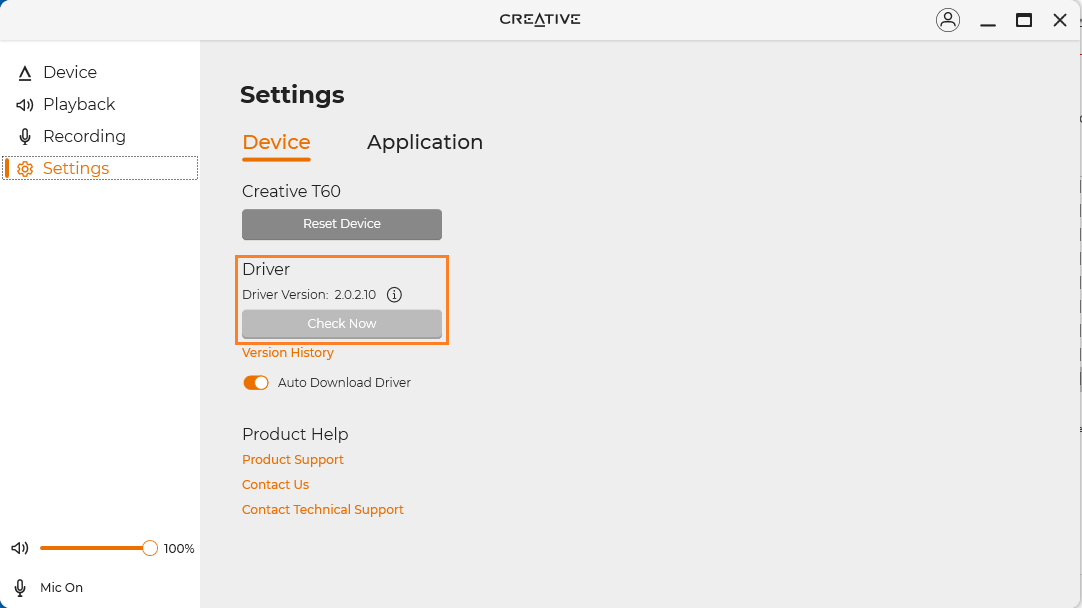 CREATIVE
Device
Playback
Recording
Settings
Settings
Device Application
Creative T60
Reset Device
Driver
Driver Version: 2.0.2.10
Check Now
Version History
Auto Download Driver
Product Help
Product Support
Contact Us
Contact Technical Support
100%
Mic On